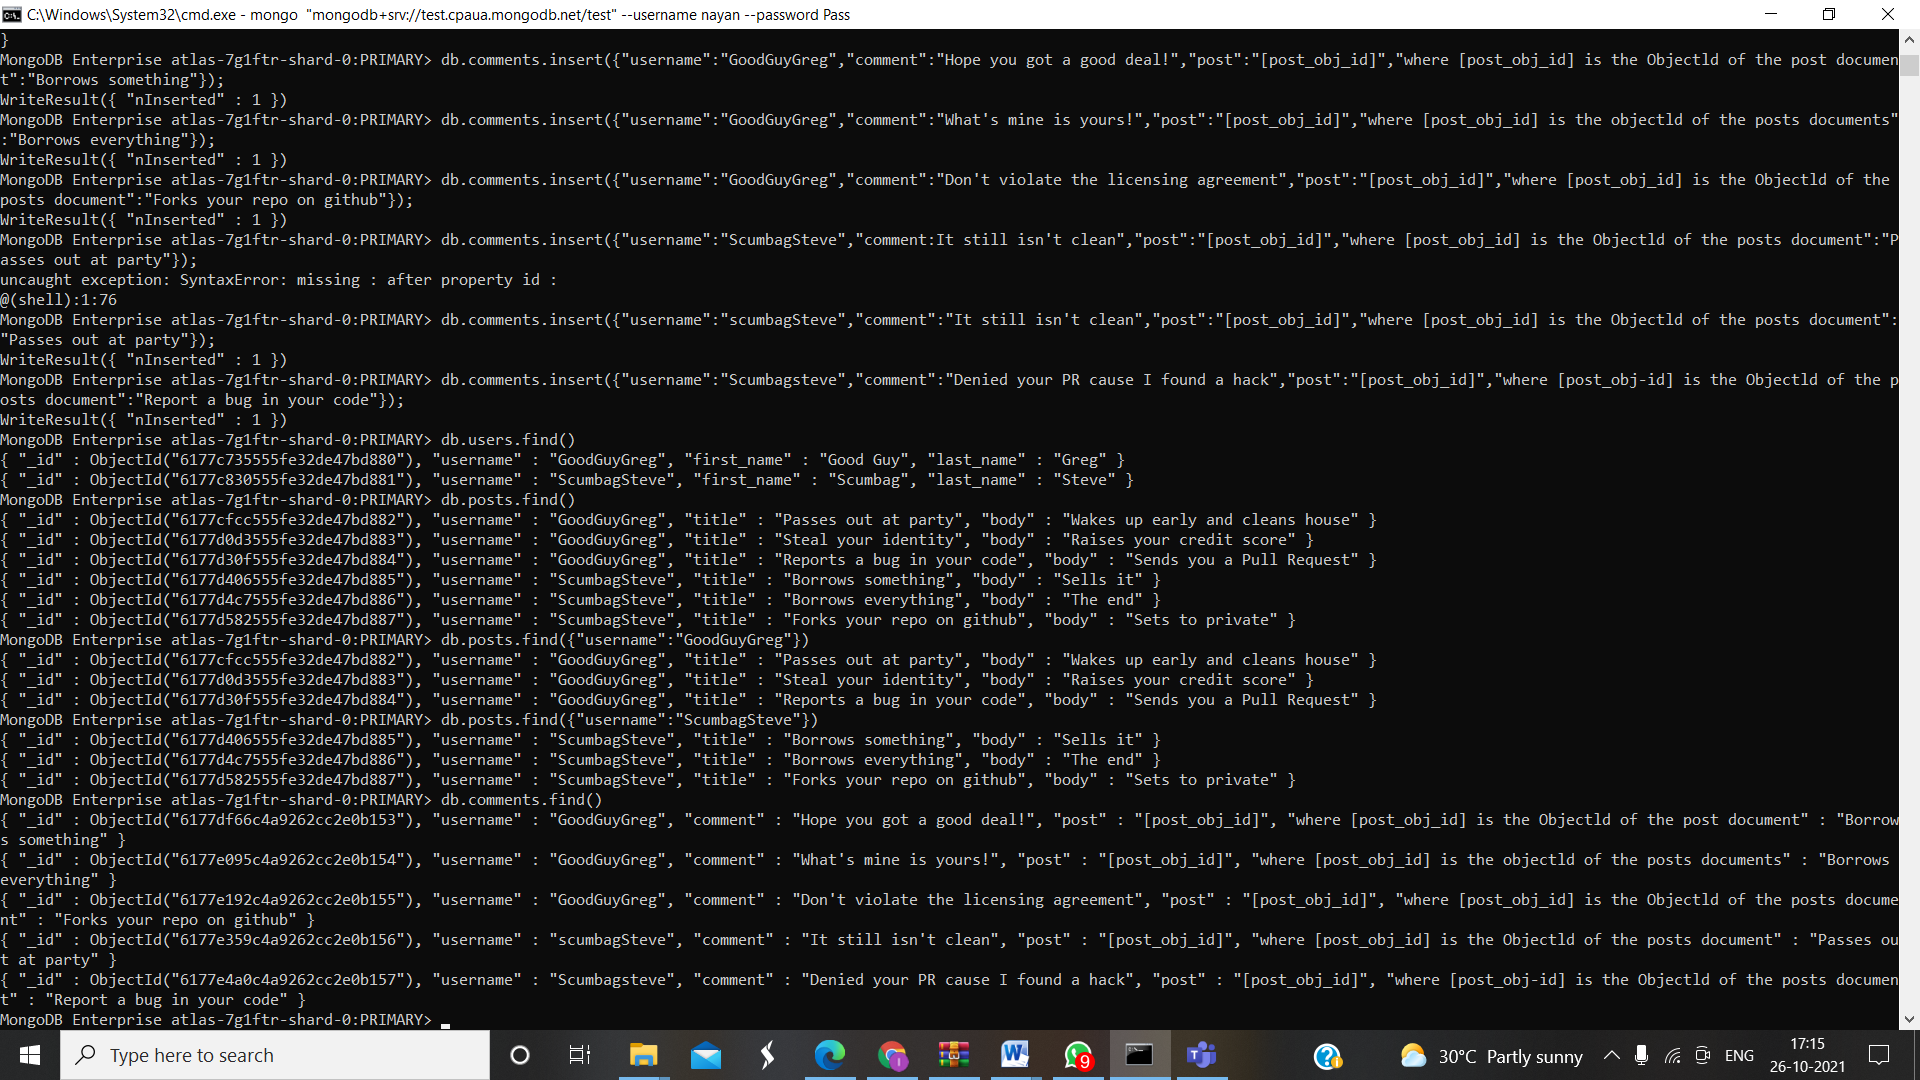 C:\Windows\System32\cmd.exe - mongo  "mongodb+srv://test.cpaua.mongodb.net/test" --username nayan --password Pass
}
MongoDB Enterprise atlas-7g1ftr-shard-0:PRIMARY> db.comments.insert({"username":"GoodGuyGreg","comment":"Hope you got a good deal!","post":"[post_obj_id]","where [post_obj_id] is the Objectld of the post documen
t":"Borrows something"});
WriteResult({ "nInserted" : 1 })
MongoDB Enterprise atlas-7g1ftr-shard-0:PRIMARY> db.comments.insert({"username":"GoodGuyGreg","comment":"What's mine is yours!","post":"[post_obj_id]","where [post_obj_id] is the objectld of the posts documents"
:"Borrows everything"});
WriteResult({ "nInserted" : 1 })
MongoDB Enterprise atlas-7g1ftr-shard-0:PRIMARY> db.comments.insert({"username":"GoodGuyGreg","comment":"Don't violate the licensing agreement","post":"[post_obj_id]","where [post_obj_id] is the Objectld of the
posts document":"Forks your repo on github"});
WriteResult({ "nInserted" : 1 })
MongoDB Enterprise atlas-7g1ftr-shard-0:PRIMARY> db.comments.insert({"username":"ScumbagSteve","comment:It still isn't clean","post":"[post_obj_id]","where [post_obj_id] is the Objectld of the posts document":"P
asses out at party"});
uncaught exception: SyntaxError: missing : after property id :
@(shell):1:76
MongoDB Enterprise atlas-7g1ftr-shard-0:PRIMARY> db.comments.insert({"username":"scumbagSteve","comment":"It still isn't clean","post":"[post_obj_id]","where [post_obj_id] is the Objectld of the posts document":
"Passes out at party"});
WriteResult({ "nInserted" : 1 })
MongoDB Enterprise atlas-7g1ftr-shard-0:PRIMARY> db.comments.insert({"username":"Scumbagsteve","comment":"Denied your PR cause I found a hack","post":"[post_obj_id]","where [post_obj-id] is the Objectld of the p
osts document":"Report a bug in your code"});
WriteResult({ "nInserted" : 1 })
MongoDB Enterprise atlas-7g1ftr-shard-0:PRIMARY> db.users.find()
{ "_id" : ObjectId("6177c735555fe32de47bd880"), "username" : "GoodGuyGreg", "first_name" : "Good Guy", "last_name" : "Greg" }
{ "_id" : ObjectId("6177c830555fe32de47bd881"), "username" : "ScumbagSteve", "first_name" : "Scumbag", "last_name" : "Steve" }
MongoDB Enterprise atlas-7g1ftr-shard-0:PRIMARY> db.posts.find()
{ "_id" : ObjectId("6177cfcc555fe32de47bd882"), "username" : "GoodGuyGreg", "title" : "Passes out at party", "body" : "Wakes up early and cleans house" }
{ "_id" : ObjectId("6177d0d3555fe32de47bd883"), "username" : "GoodGuyGreg", "title" : "Steal your identity", "body" : "Raises your credit score" }
{ "_id" : ObjectId("6177d30f555fe32de47bd884"), "username" : "GoodGuyGreg", "title" : "Reports a bug in your code", "body" : "Sends you a Pull Request" }
{ "_id" : ObjectId("6177d406555fe32de47bd885"), "username" : "ScumbagSteve", "title" : "Borrows something", "body" : "Sells it" }
{ "_id" : ObjectId("6177d4c7555fe32de47bd886"), "username" : "ScumbagSteve", "title" : "Borrows everything", "body" : "The end" }
{ "_id" : ObjectId("6177d582555fe32de47bd887"), "username" : "ScumbagSteve", "title" : "Forks your repo on github", "body" : "Sets to private" }
MongoDB Enterprise atlas-7g1ftr-shard-0:PRIMARY> db.posts.find({"username":"GoodGuyGreg"})
{ "_id" : ObjectId("6177cfcc555fe32de47bd882"), "username" : "GoodGuyGreg", "title" : "Passes out at party", "body" : "Wakes up early and cleans house" }
{ "_id" : ObjectId("6177d0d3555fe32de47bd883"), "username" : "GoodGuyGreg", "title" : "Steal your identity", "body" : "Raises your credit score" }
{ "_id" : ObjectId("6177d30f555fe32de47bd884"), "username" : "GoodGuyGreg", "title" : "Reports a bug in your code", "body" : "Sends you a Pull Request" }
MongoDB Enterprise atlas-7g1ftr-shard-0:PRIMARY> db.posts.find({"username":"ScumbagSteve"})
{ "_id" : ObjectId("6177d406555fe32de47bd885"), "username" : "ScumbagSteve", "title" : "Borrows something", "body" : "Sells it" }
{ "_id" : ObjectId("6177d4c7555fe32de47bd886"), "username" : "ScumbagSteve", "title" : "Borrows everything", "body" : "The end" }
{ "_id" : ObjectId("6177d582555fe32de47bd887"), "username" : "ScumbagSteve", "title" : "Forks your repo on github", "body" : "Sets to private" }
MongoDB Enterprise atlas-7g1ftr-shard-0:PRIMARY> db.comments.find()
{ "_id" : ObjectId("6177df66c4a9262cc2e0b153"), "username" : "GoodGuyGreg", "comment" : "Hope you got a good deal!", "post" : "[post_obj_id]", "where [post_obj_id] is the Objectld of the post document" : "Borrow
s something" }
{ "_id" : ObjectId("6177e095c4a9262cc2e0b154"), "username" : "GoodGuyGreg", "comment" : "What's mine is yours!", "post" : "[post_obj_id]", "where [post_obj_id] is the objectld of the posts documents" : "Borrows
everything" }
{ "_id" : ObjectId("6177e192c4a9262cc2e0b155"), "username" : "GoodGuyGreg", "comment" : "Don't violate the licensing agreement", "post" : "[post_obj_id]", "where [post_obj_id] is the Objectld of the posts docume
nt" : "Forks your repo on github" }
{ "_id" : ObjectId("6177e359c4a9262cc2e0b156"), "username" : "scumbagSteve", "comment" : "It still isn't clean", "post" : "[post_obj_id]", "where [post_obj_id] is the Objectld of the posts document" : "Passes ou
t at party" }
{ "_id" : ObjectId("6177e4a0c4a9262cc2e0b157"), "username" : "Scumbagsteve", "comment" : "Denied your PR cause I found a hack", "post" : "[post_obj_id]", "where [post_obj-id] is the Objectld of the posts documen
t" : "Report a bug in your code" }
MongoDB Enterprise atlas-7g1ftr-shard-0:PRIMARY>
Type here to search
9
30°C Partly sunny
ENG
17:15
26-10-2021